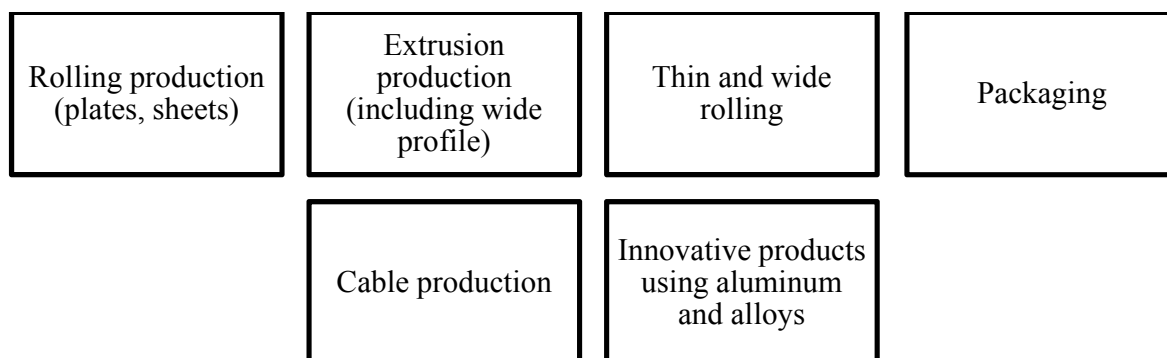 Rolling production
(plates, sheets)
Extrusion
production
(including wide
profile)
Thin and wide
rolling
Packaging
Cable production
Innovative products
using aluminum
and alloys